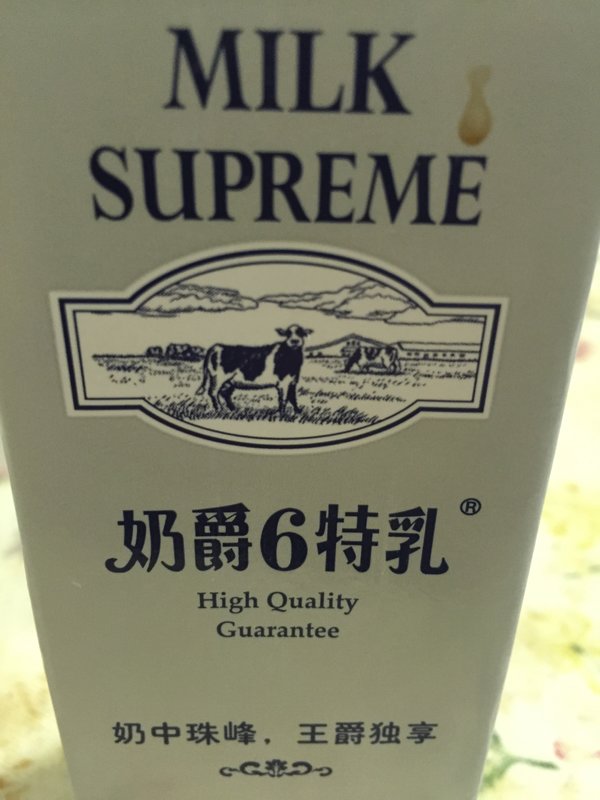 MILK
SUPREME
奶爵6特乳®
High Quality
Guarantee
奶中珠峰，王爵独享